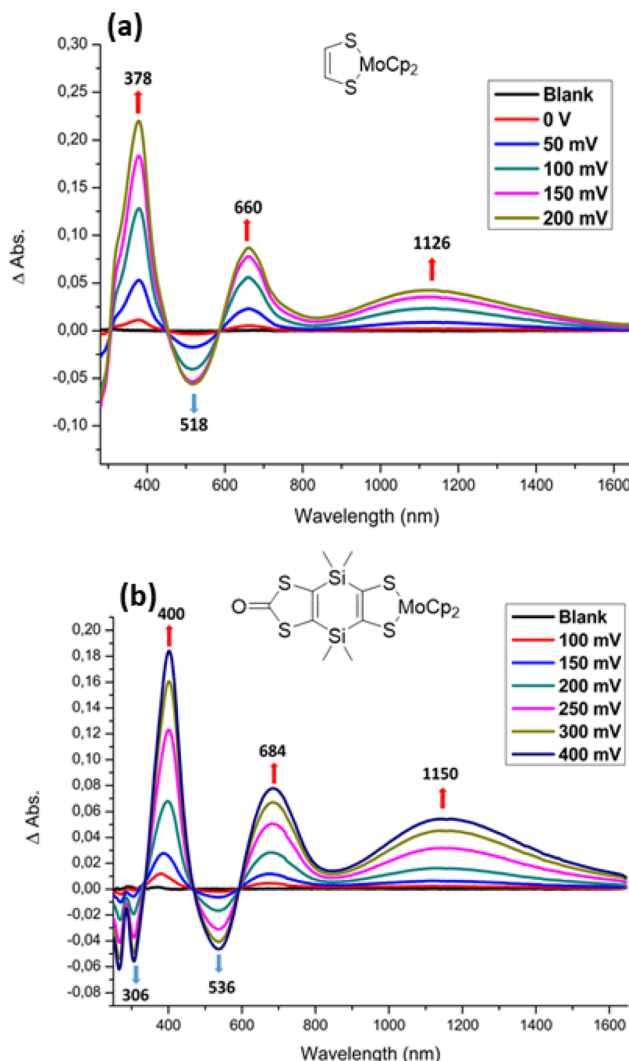 (a)
S
MoCp2
S
378
660
1126
518
Blank
0 V
50 mV
100 mV
150 mV
200 mV
0,30
0,25
0,20
0,15
0,10
0,05
0,00
-0,05
-0,10
Δ Abs.
400 600 800 1000 1200 1400 1600
Wavelength (nm)
(b)
Si
S S
O MoCp2
S S
Si
400
684
1150
306
536
Blank
100 mV
150 mV
200 mV
250 mV
300 mV
400 mV
0,20
0,18
0,16
0,14
0,12
0,10
0,08
0,06
0,04
0,02
0,00
-0,02
-0,04
-0,06
-0,08
Δ Abs.
400 600 800 1000 1200 1400 1600
Wavelength (nm)